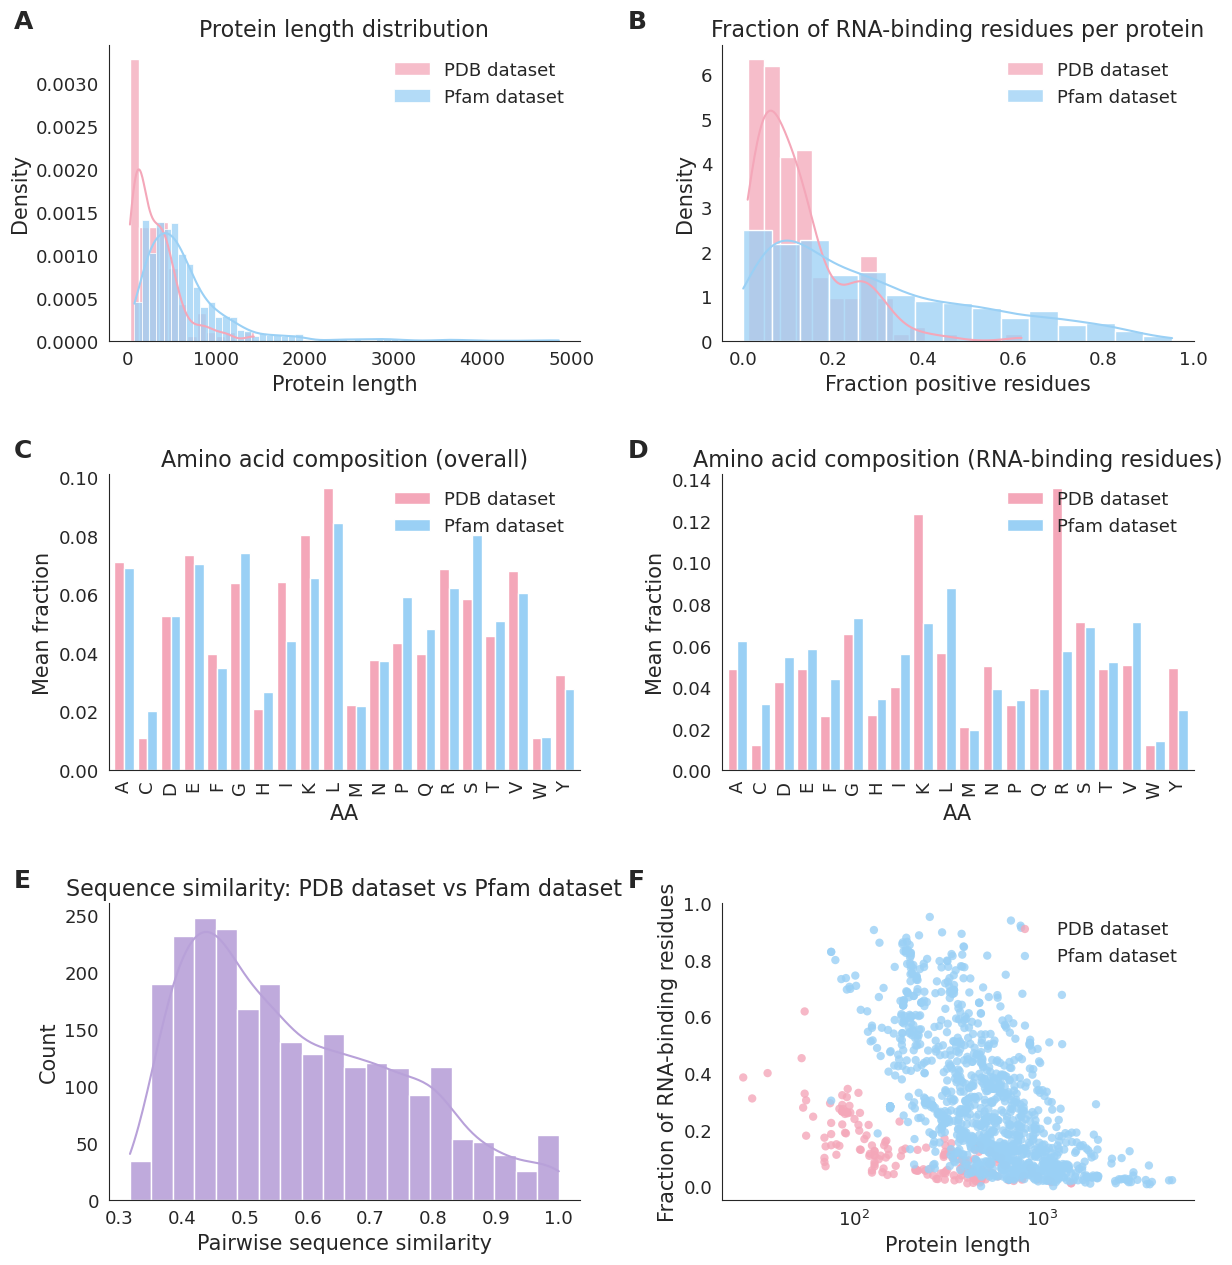 A
Protein length distribution
PDB dataset
Pfam dataset
0.0030
0.0025
0.0020
0.0015
0.0010
0.0005
0.0000
Density
0 1000 2000 3000 4000 5000
Protein length
B
Fraction of RNA-binding residues per protein
PDB dataset
Pfam dataset
6
5
4
3
2
1
0
Density
0.0 0.2 0.4 0.6 0.8 1.0
Fraction positive residues
C
Amino acid composition (overall)
PDB dataset
Pfam dataset
0.10
0.08
0.06
0.04
0.02
0.00
Mean fraction
A C D E F G H I K L M N P Q R S T V W Y
AA
D
Amino acid composition (RNA-binding residues)
PDB dataset
Pfam dataset
0.14
0.12
0.10
0.08
0.06
0.04
0.02
0.00
Mean fraction
A C D E F G H I K L M N P Q R S T V W Y
AA
E
Sequence similarity: PDB dataset vs Pfam dataset
250
200
150
100
50
0
Count
0.3 0.4 0.5 0.6 0.7 0.8 0.9 1.0
Pairwise sequence similarity
F
PDB dataset
Pfam dataset
1.0
0.8
0.6
0.4
0.2
0.0
Fraction of RNA-binding residues
10² 10³
Protein length